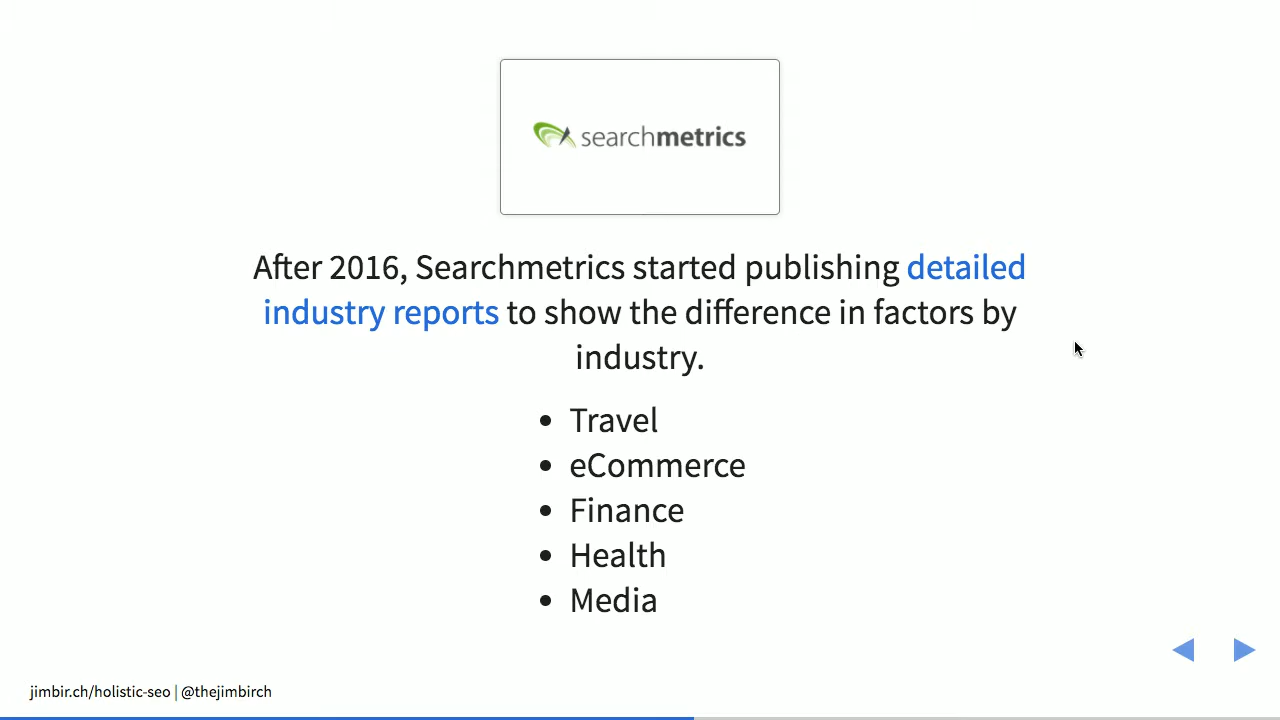 searchmetrics
After 2016, Searchmetrics started publishing detailed
industry reports to show the difference in factors by
industry.
• Travel
• eCommerce
• Finance
• Health
• Media
jimbir.ch/holistic-seo | @thejimbirch